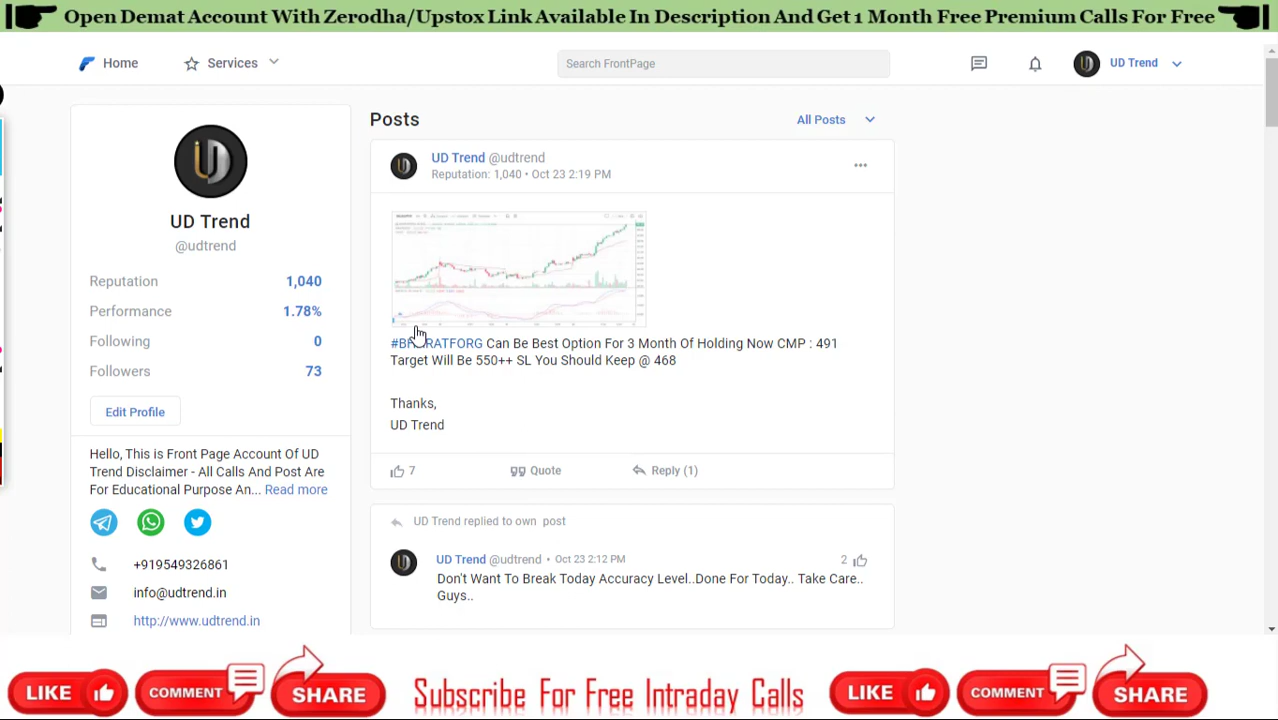 Open Demat Account With Zerodha/Upstox Link Available In Description And Get 1 Month Free Premium Calls For Free
Home
Services
Search FrontPage
UD Trend
UD Trend
@udtrend
Reputation 1,040
Performance 1.78%
Following 0
Followers 73
Edit Profile
Hello, This is Front Page Account Of UD
Trend Disclaimer - All Calls And Post Are
For Educational Purpose An... Read more
+919549326861
info@udtrend.in
http://www.udtrend.in
Posts
All Posts
UD Trend @udtrend
Reputation: 1,040 • Oct 23 2:19 PM
#BHARATFORG Can Be Best Option For 3 Month Of Holding Now CMP : 491
Target Will Be 550++ SL You Should Keep @ 468
Thanks,
UD Trend
7
Quote
Reply (1)
UD Trend replied to own post
UD Trend @udtrend • Oct 23 2:12 PM
2
Don't Want To Break Today Accuracy Level..Done For Today.. Take Care..
Guys..
LIKE
COMMENT
SHARE
Subscribe For Free Intraday Calls
LIKE
COMMENT
SHARE